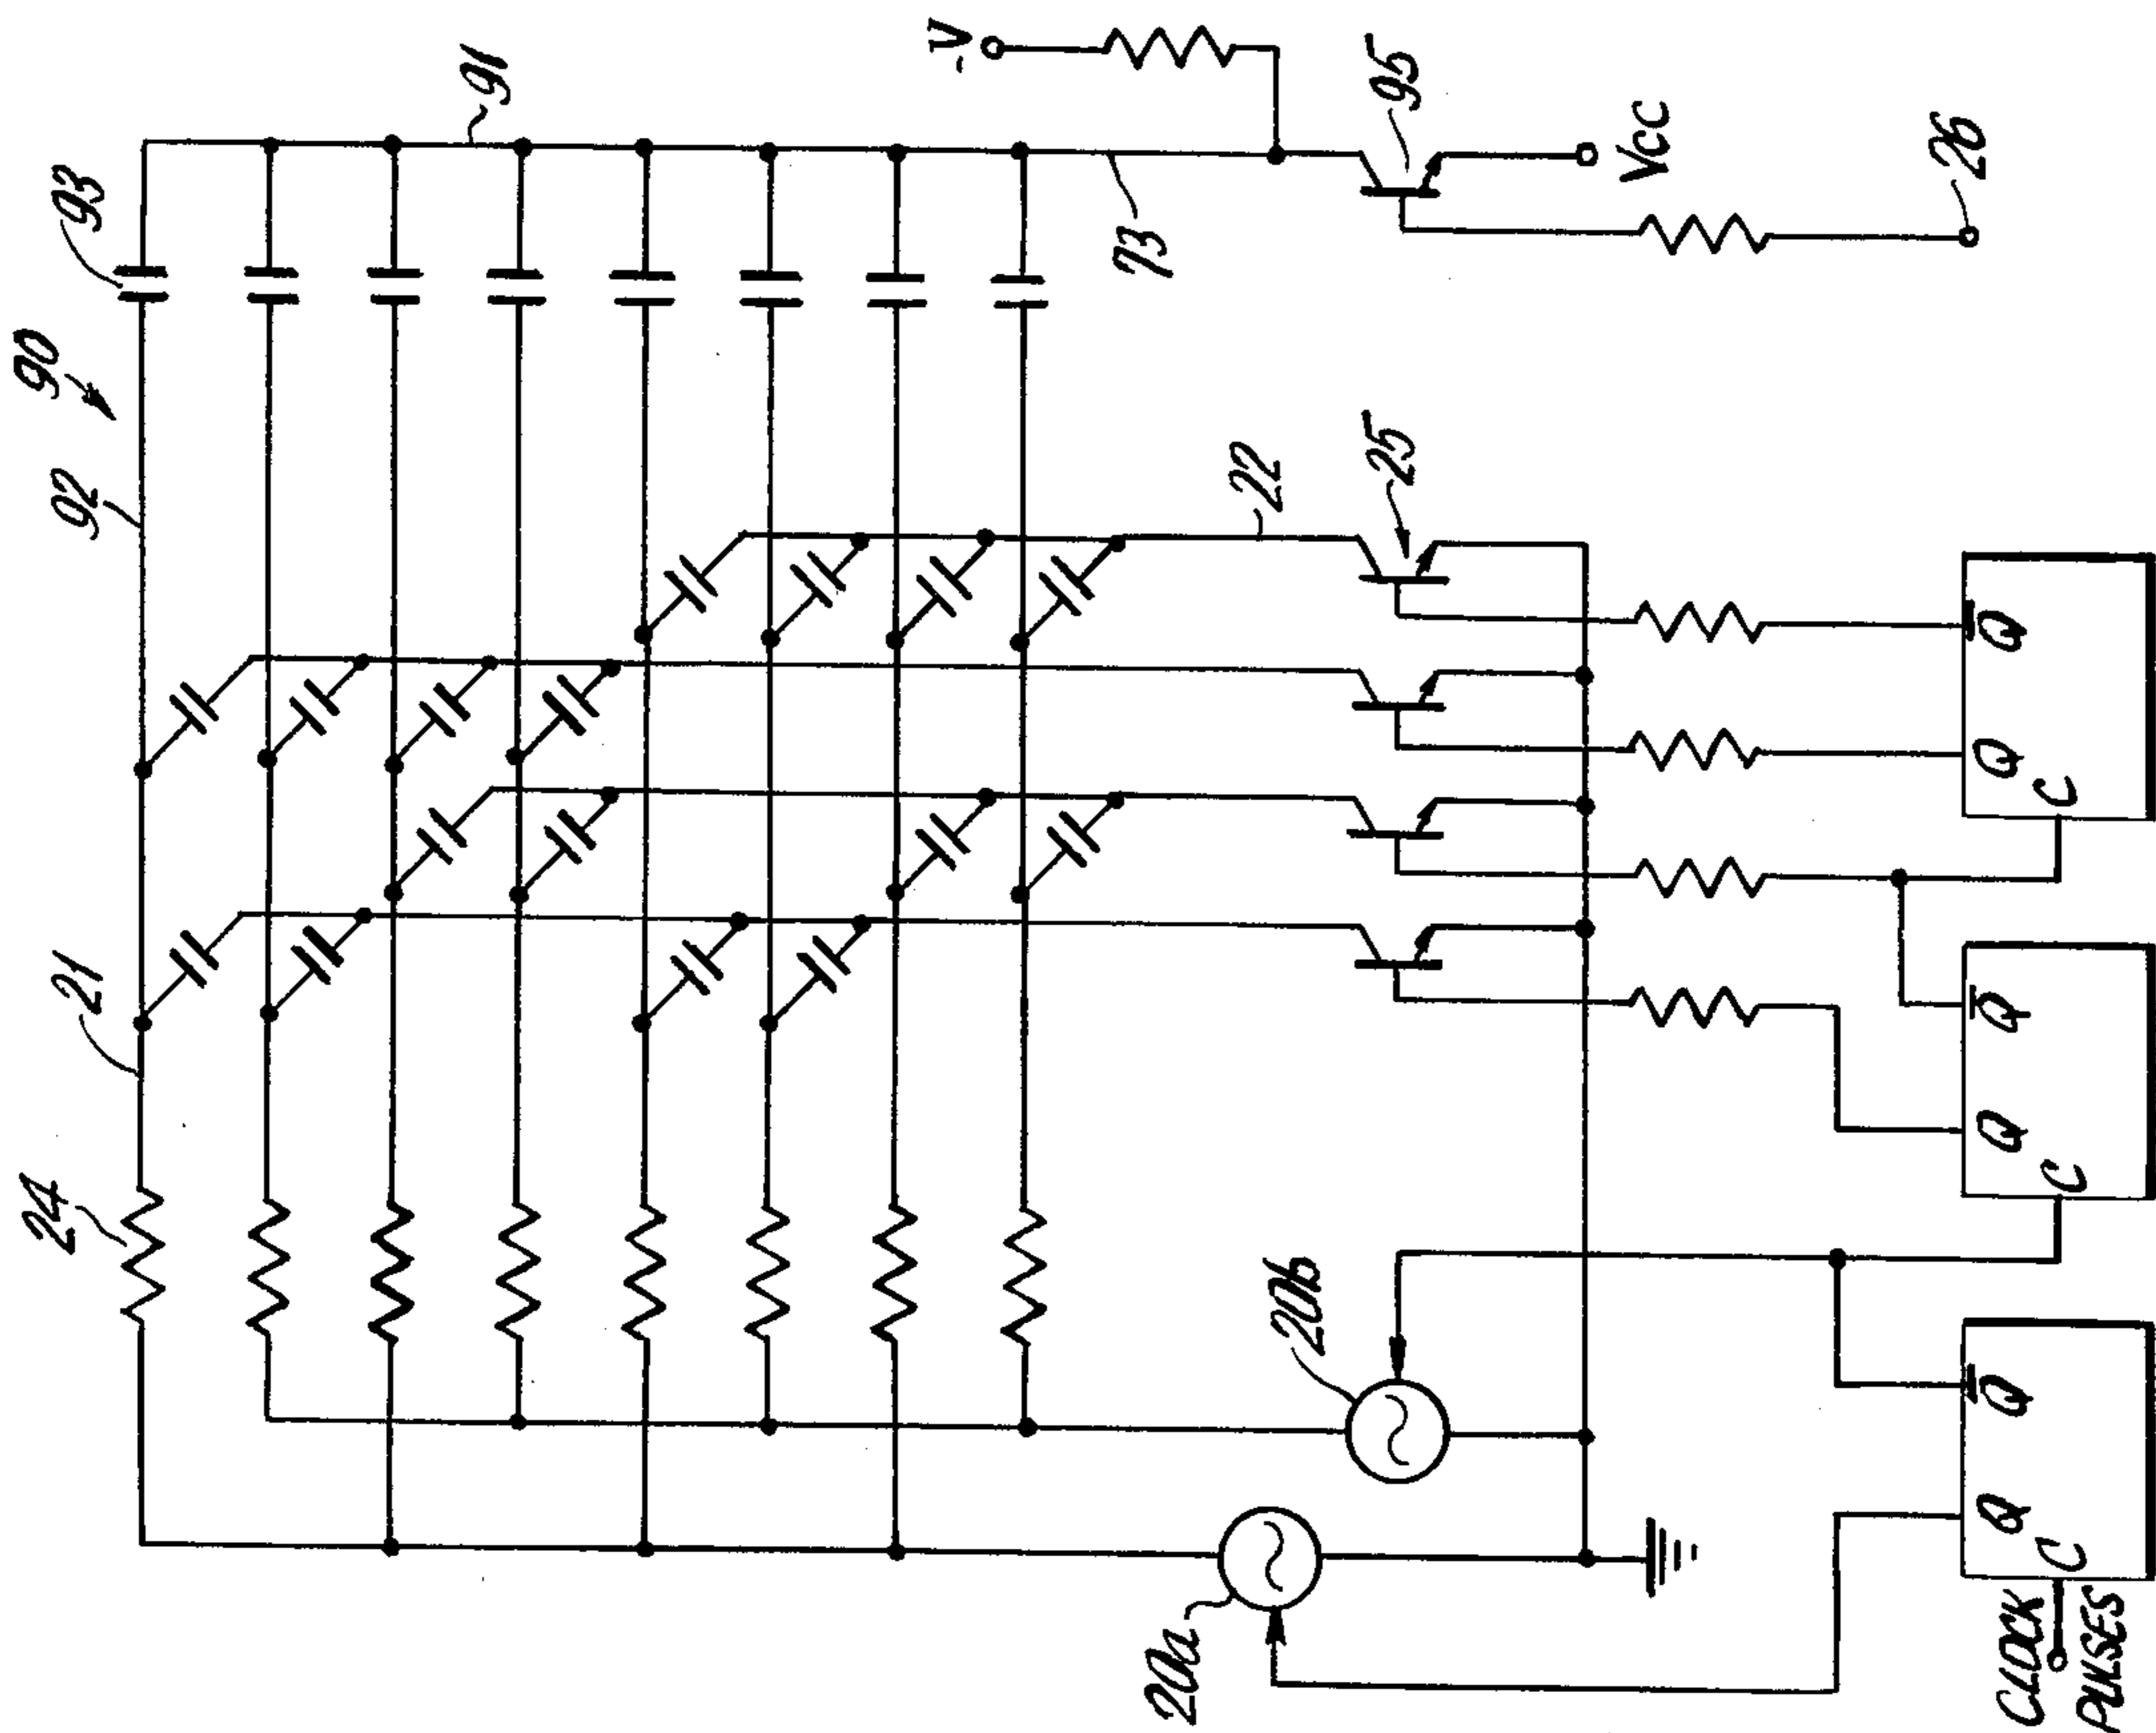 24
21
92
90
93
91
-V
73
20a
20b
22
25
95
Vcc
26
Q Q̅
C
Q Q̅
C
Q Q̅
C
CLOCK
PULSES